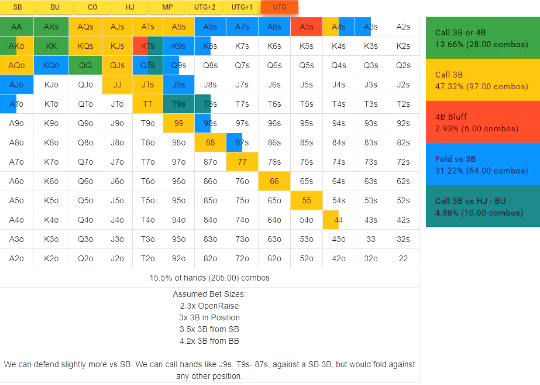 SB BU CO HJ MP UTG+2 UTG+1 UTG
AA AKs AQs AJs ATs A9s A8s A7s A6s A5s A4s A3s A2s
AKo KK KQs KJs KTs K9s K8s K7s K6s K5s K4s K3s K2s
AQo KQo QQ QJs QTs Q9s Q8s Q7s Q6s Q5s Q4s Q3s Q2s
AJo KJo QJo JJ JTs J9s J8s J7s J6s J5s J4s J3s J2s
ATo KTo QTo JTo TT T9s T8s T7s T6s T5s T4s T3s T2s
A9o K9o Q9o J9o T9o 99 98s 97s 96s 95s 94s 93s 92s
A8o K8o Q8o J8o T8o 98o 88 87s 86s 85s 84s 83s 82s
A7o K7o Q7o J7o T7o 97o 87o 77 76s 75s 74s 73s 72s
A6o K6o Q6o J6o T6o 96o 86o 76o 66 65s 64s 63s 62s
A5o K5o Q5o J5o T5o 95o 85o 75o 65o 55 54s 53s 52s
A4o K4o Q4o J4o T4o 94o 84o 74o 64o 54o 44 43s 42s
A3o K3o Q3o J3o T3o 93o 83o 73o 63o 53o 43o 33 32s
A2o K2o Q2o J2o T2o 92o 82o 72o 62o 52o 42o 32o 22
15.5% of hands (205.00) combos
Assumed Bet Sizes:
2.3x OpenRaise
3x 3B in Position
3.5x 3B from SB
4.2x 3B from BB
We can defend slightly more vs SB. We can call hands like J9s, T9s- 87s, against a SB 3B, but would fold against
any other position.
Call 3B or 4B
13.66% (28.00 combos)
Call 3B
47.32% (97.00 combos)
4B Bluff
2.93% (6.00 combos)
Fold vs 3B
31.22% (64.00 combos)
Call 3B vs HJ - BU
4.88% (10.00 combos)